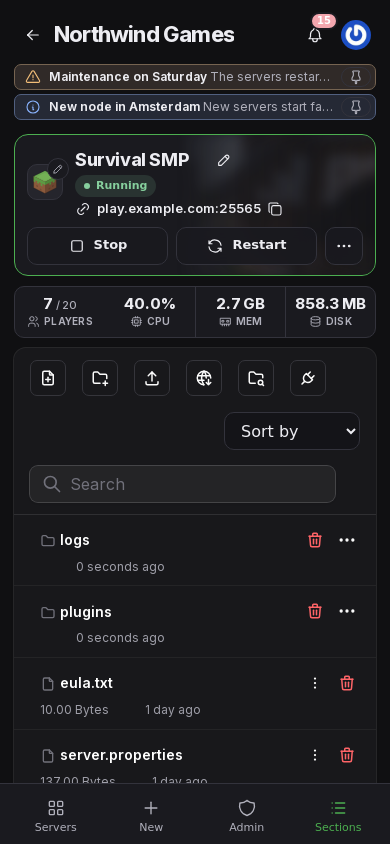 Northwind Games
15
Maintenance on Saturday The servers restar...
New node in Amsterdam New servers start fa...
Survival SMP
Running
play.example.com:25565
Stop
Restart
7 / 20
PLAYERS
40.0%
CPU
2.7 GB
MEM
858.3 MB
DISK
Sort by
Search
logs
0 seconds ago
plugins
0 seconds ago
eula.txt
10.00 Bytes 1 day ago
server.properties
137.00 Bytes 1 day ago
Servers
New
Admin
Sections